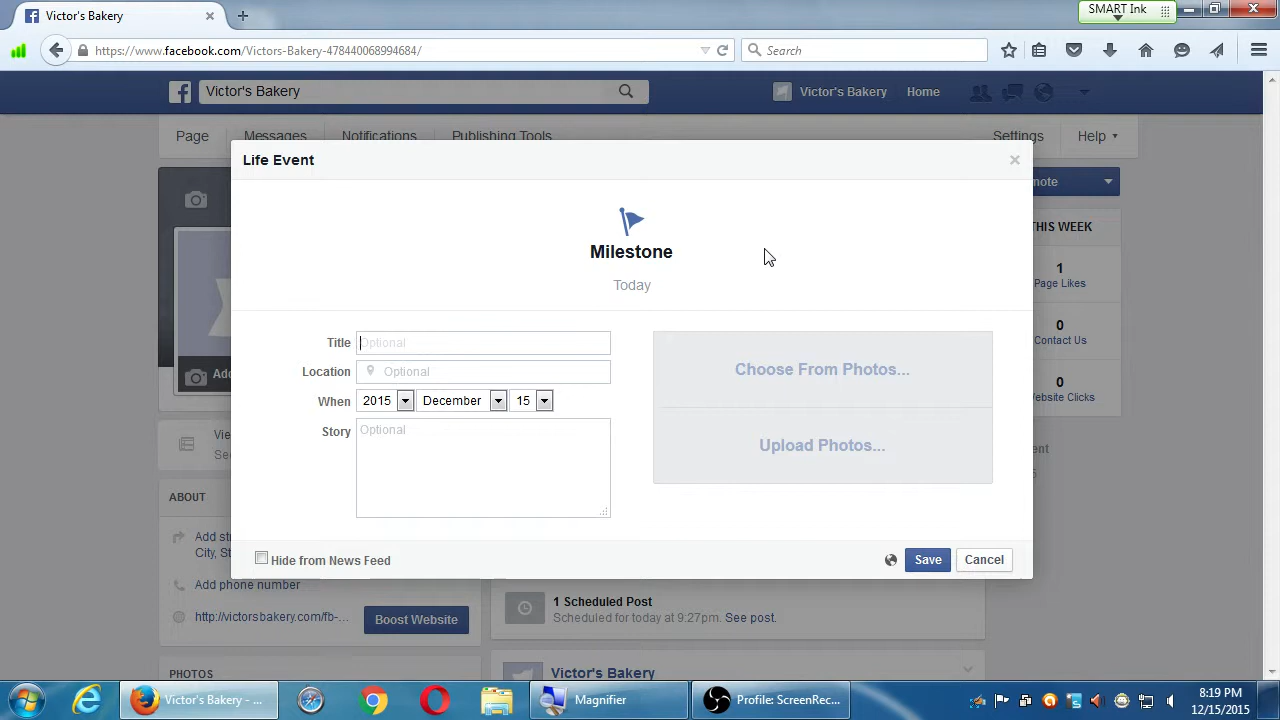 Victor's Bakery
SMART Ink
https://www.facebook.com/Victors-Bakery-478440068994684/
Search
Victor's Bakery
Victor's Bakery
Home
Page
Messages
Notifications
Publishing Tools
Settings
Help
Life Event
Milestone
Today
THIS WEEK
1
Page Likes
0
Contact Us
0
Title
Optional
Location
Optional
When
2015
December
15
Story
Optional
Choose From Photos...
Upload Photos...
Hide from News Feed
Save
Cancel
ABOUT
City, S
Add phone number
http://victorsbakery.com/fb-...
Boost Website
1 Scheduled Post
Scheduled for today at 9:27pm. See post.
PHOTOS
Victor's Bakery
Victor's Bakery - ...
Magnifier
Profile: ScreenRec...
8:19 PM
12/15/2015